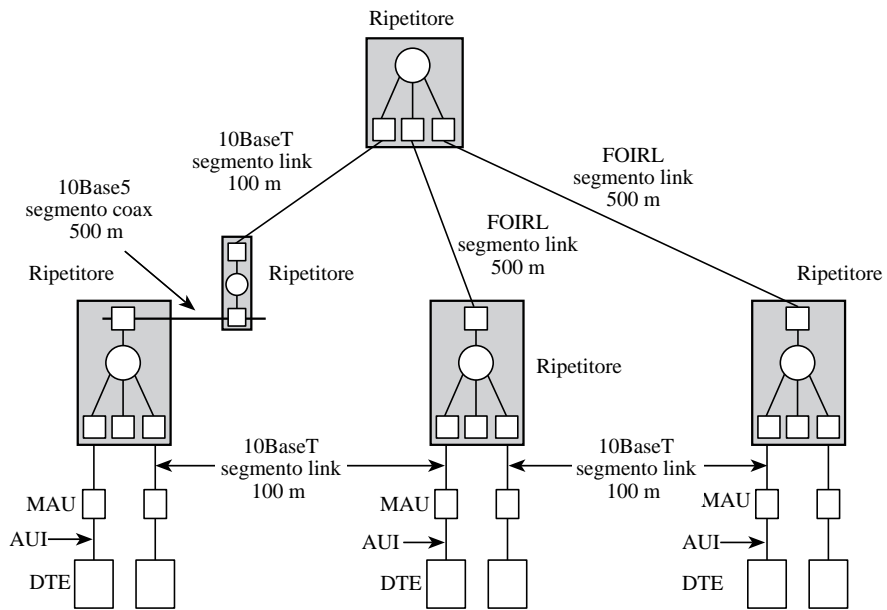 Ripetitore
10BaseT
segmento link
100 m
FOIRL
segmento link
500 m
10Base5
segmento coax
500 m
FOIRL
segmento link
500 m
Ripetitore
Ripetitore
Ripetitore
Ripetitore
10BaseT
segmento link
100 m
10BaseT
segmento link
100 m
MAU
MAU
MAU
AUI
AUI
AUI
DTE
DTE
DTE